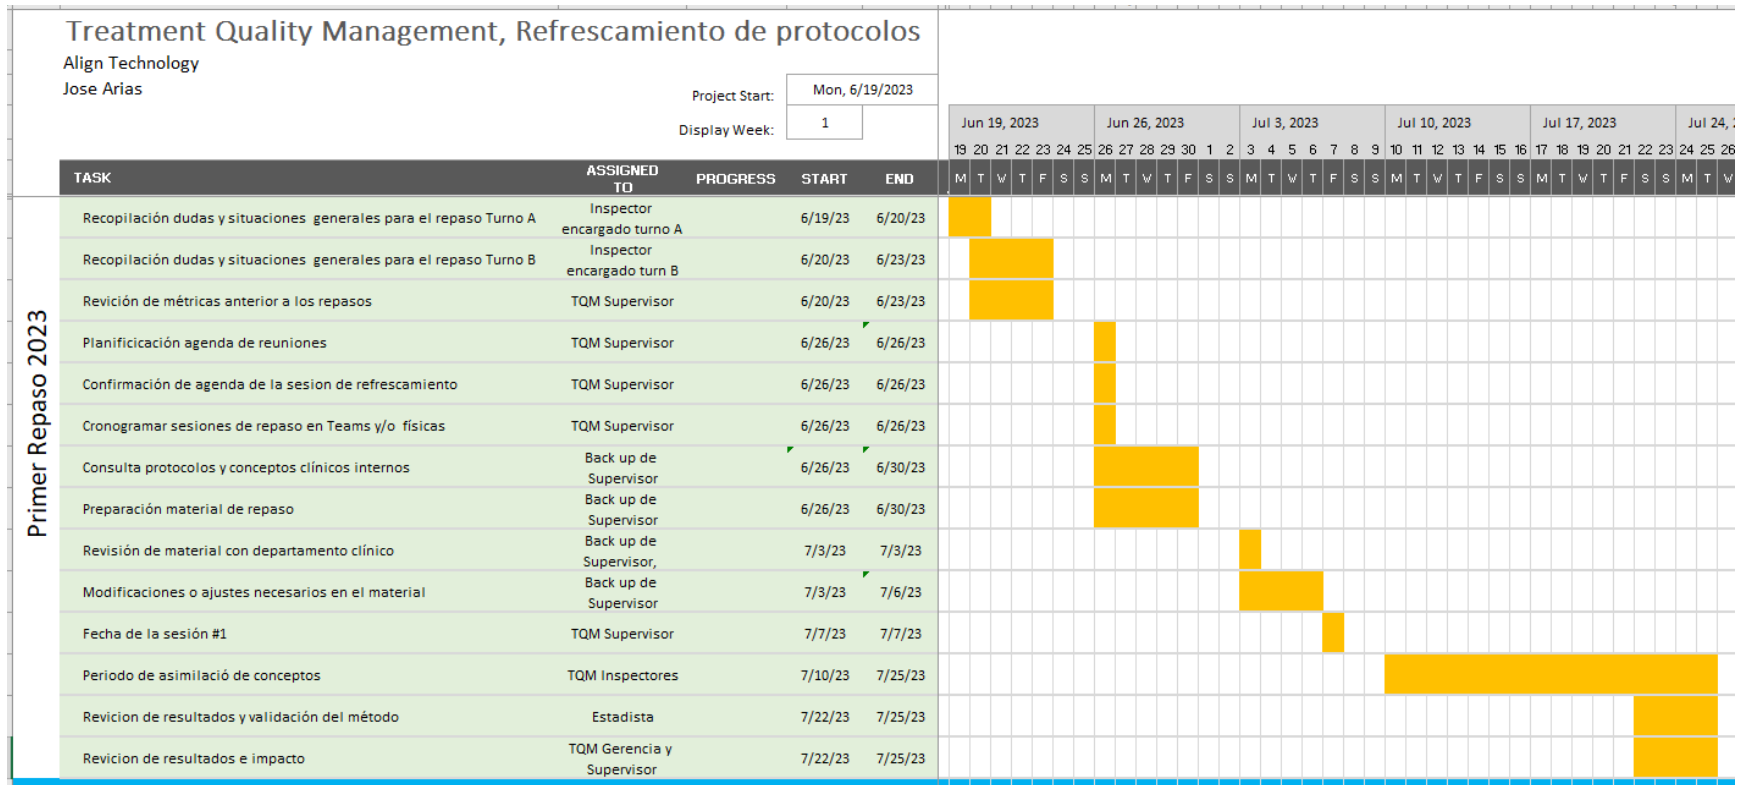 Treatment Quality Management, Refrescamiento de protocolos
Align Technology
Jose Arias
Project Start: Mon, 6/19/2023
Display Week: 1
Jun 19, 2023 Jun 26, 2023 Jul 3, 2023 Jul 10, 2023 Jul 17, 2023 Jul 24,
19 20 21 22 23 24 25 26 27 28 29 30 1 2 3 4 5 6 7 8 9 10 11 12 13 14 15 16 17 18 19 20 21 22 23 24 25 26
TASK ASSIGNED TO PROGRESS START END M T W T F S S M T W T F S S M T W T F S S M T W T F S S M T W T F S S M T W
Primer Repaso 2023
Recopilación dudas y situaciones generales para el repaso Turno A Inspector encargado turno A 6/19/23 6/20/23
Recopilación dudas y situaciones generales para el repaso Turno B Inspector encargado turn B 6/20/23 6/23/23
Revición de métricas anterior a los repasos TQM Supervisor 6/20/23 6/23/23
Planificicación agenda de reuniones TQM Supervisor 6/26/23 6/26/23
Confirmación de agenda de la sesion de refrescamiento TQM Supervisor 6/26/23 6/26/23
Cronogramar sesiones de repaso en Teams y/o físicas TQM Supervisor 6/26/23 6/26/23
Consulta protocolos y conceptos clínicos internos Back up de Supervisor 6/26/23 6/30/23
Preparación material de repaso Back up de Supervisor 6/26/23 6/30/23
Revisión de material con departamento clínico Back up de Supervisor, 7/3/23 7/3/23
Modificaciones o ajustes necesarios en el material Back up de Supervisor 7/3/23 7/6/23
Fecha de la sesión #1 TQM Supervisor 7/7/23 7/7/23
Periodo de asimilació de conceptos TQM Inspectores 7/10/23 7/25/23
Revicion de resultados y validación del método Estadista 7/22/23 7/25/23
Revicion de resultados e impacto TQM Gerencia y Supervisor 7/22/23 7/25/23